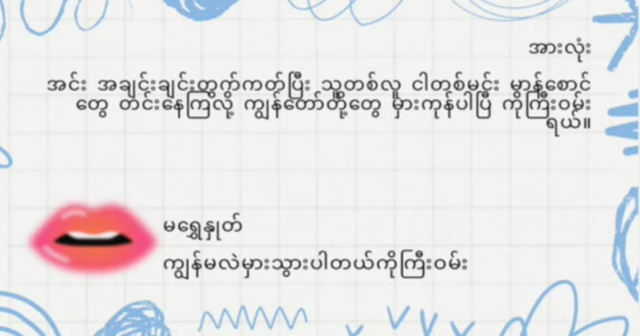 အားလုံး
အင်း အချင်းချင်းတွက်ကတ်ပြီး သူတစ်လူ ငါတစ်မင်း မာန်စောင်
တွေ တင်းနေကြလို့ ကျွန်တော်တို့တွေ မှားကုန်ပါပြီ ကိုကြီးဝမ်း
ရယ်။
မရွှေနှုတ်
ကျွန်မလဲမှားသွားပါတယ်ကိုကြီးဝမ်း